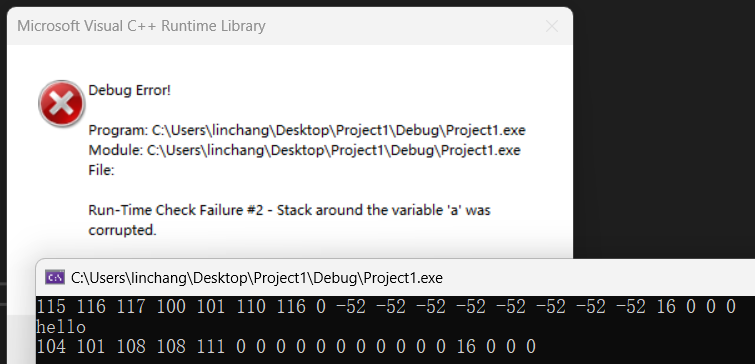 Microsoft Visual C++ Runtime Library
Debug Error!
Program: C:\Users\linchang\Desktop\Project1\Debug\Project1.exe
Module: C:\Users\linchang\Desktop\Project1\Debug\Project1.exe
File:
Run-Time Check Failure #2 - Stack around the variable 'a' was
corrupted.
C:\Users\linchang\Desktop\Project1\Debug\Project1.exe
115 116 117 100 101 110 116 0 -52 -52 -52 -52 -52 -52 -52 -52 16 0 0 0
hello
104 101 108 108 111 0 0 0 0 0 0 0 0 0 0 0 16 0 0 0